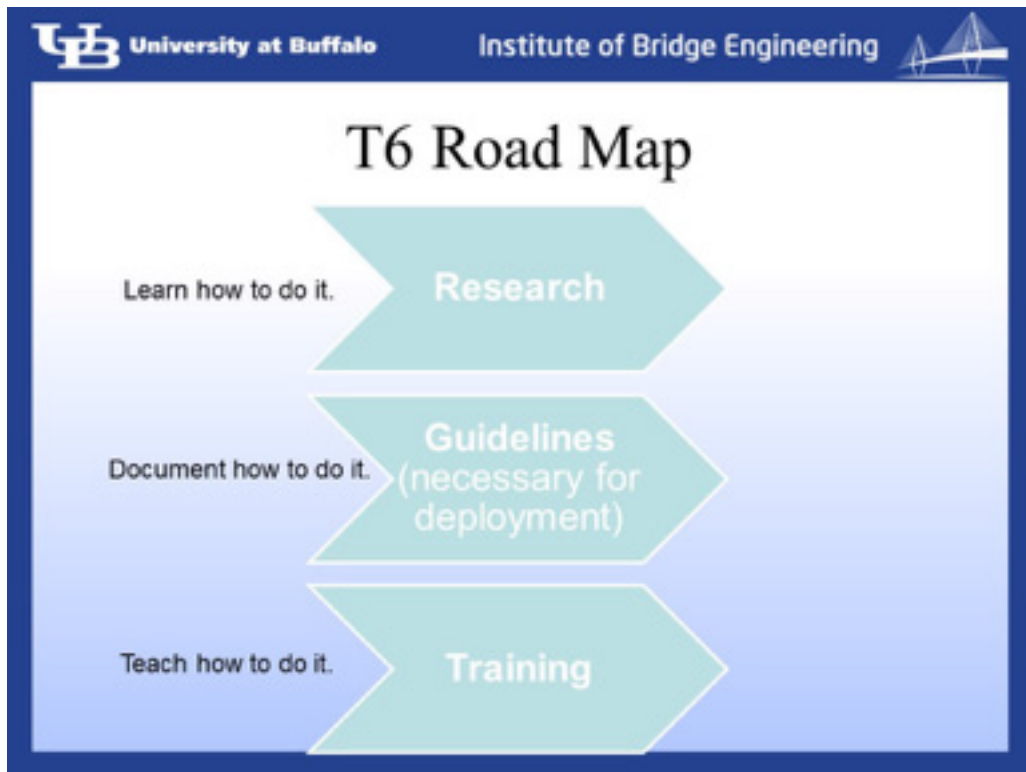 UB University at Buffalo
Institute of Bridge Engineering
T6 Road Map
Learn how to do it.
Research
Document how to do it.
Guidelines
(necessary for
deployment)
Teach how to do it.
Training